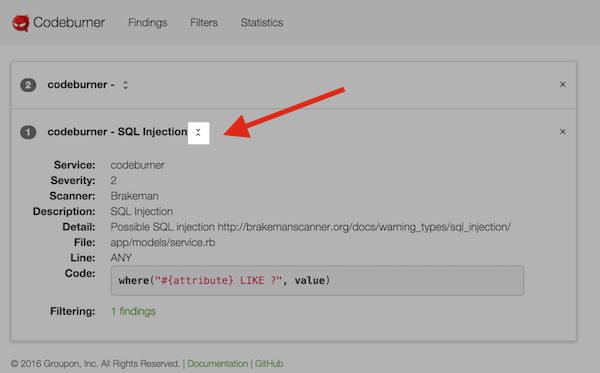 Codeburner Findings Filters Statistics
2 codeburner - ×
1 codeburner - SQL Injection ×
Service: codeburner
Severity: 2
Scanner: Brakeman
Description: SQL Injection
Detail: Possible SQL injection http://brakemanscanner.org/docs/warning_types/sql_injection/
File: app/models/service.rb
Line: ANY
Code: where("#{attribute} LIKE ?", value)
Filtering: 1 findings
© 2016 Groupon, Inc. All Rights Reserved. | Documentation | GitHub